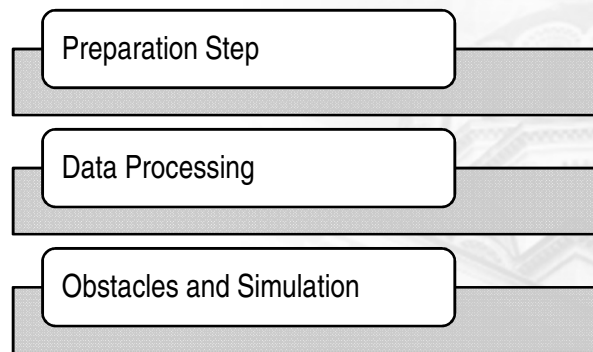 Preparation Step
Data Processing
Obstacles and Simulation